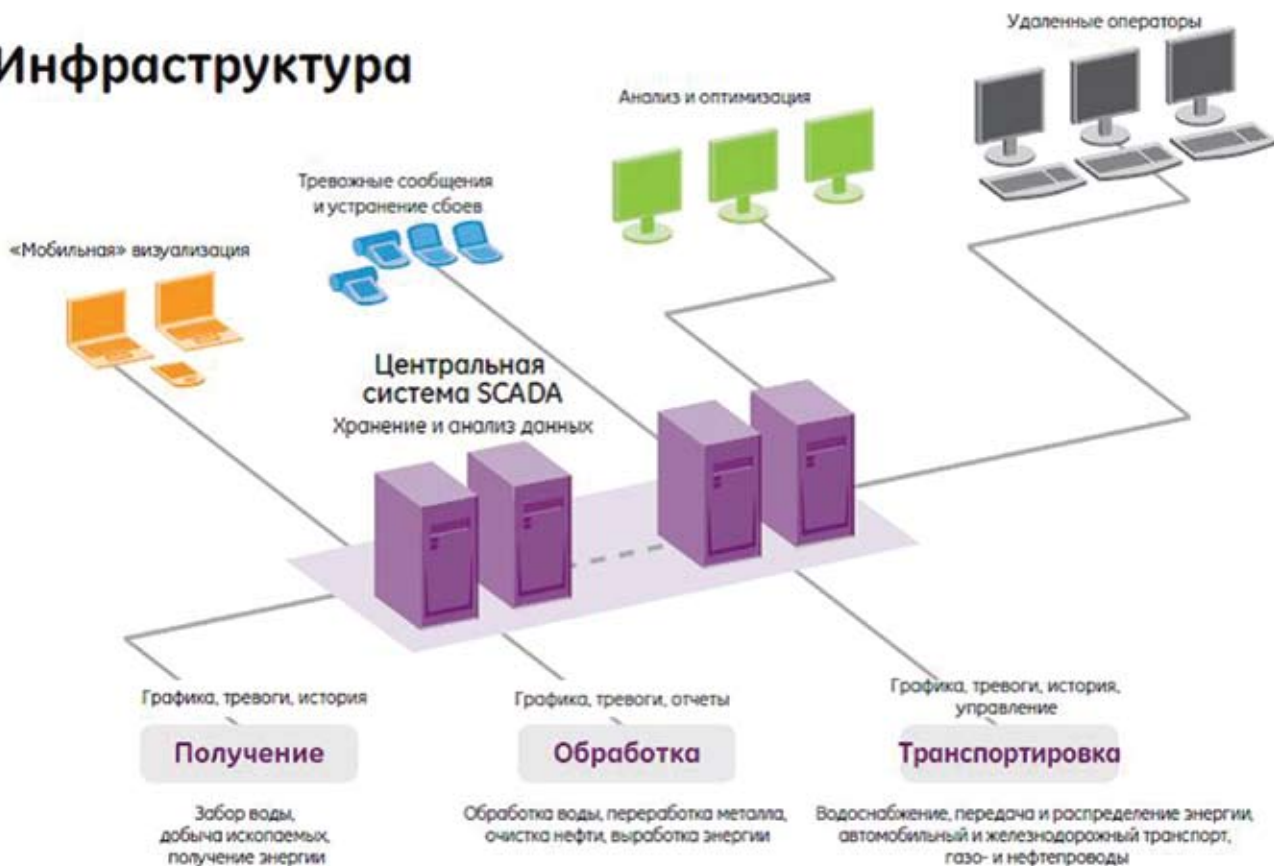 Инфраструктура
Удаленные операторы
Анализ и оптимизация
Тревожные сообщения
и устранение сбоев
«Мобильная» визуализация
Центральная
система SCADA
Хранение и анализ данных
Графика, тревоги, история
Получение
Забор воды,
добыча ископаемых,
получение энергии
Графика, тревоги, отчеты
Обработка
Обработка воды, переработка металла,
очистка нефти, выработка энергии
Графика, тревоги, история,
управление
Транспортировка
Водоснабжение, передача и распределение энергии,
автомобильный и железнодорожный транспорт,
газо- и нефтепроводы